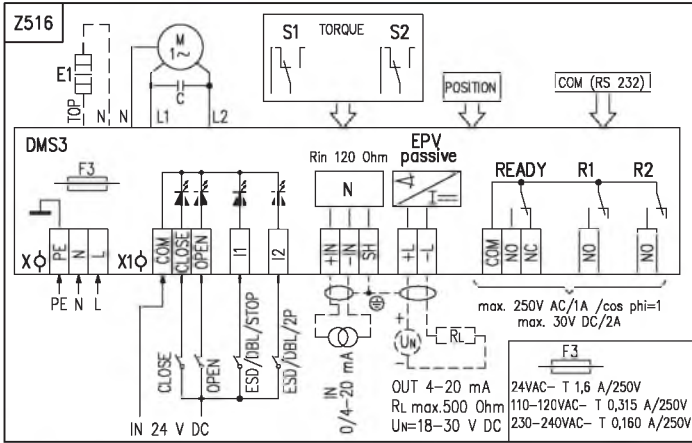 Z516
E1
TOP
N
N
M
1~
C
L1
L2
S1
TORQUE
S2
POSITION
COM (RS 232)
DMS3
F3
Rin 120 Ohm
N
EPV
passive
I
READY
R1
R2
X
PE
N
L
X1
COM
CLOSE
OPEN
I1
I2
+IN
-IN
SH
+L
-L
COM
NO
NC
NO
NO
PE N L
CLOSE
OPEN
ESD/DBL/STOP
ESD/DBL/2P
IN 24 V DC
IN
0/4-20 mA
+
UN
-
RL
OUT 4-20 mA
RL max.500 Ohm
UN=18-30 V DC
max. 250V AC/1A /cos phi=1
max. 30V DC/2A
F3
24VAC- T 1,6 A/250V
110-120VAC- T 0,315 A/250V
230-240VAC- T 0,160 A/250V